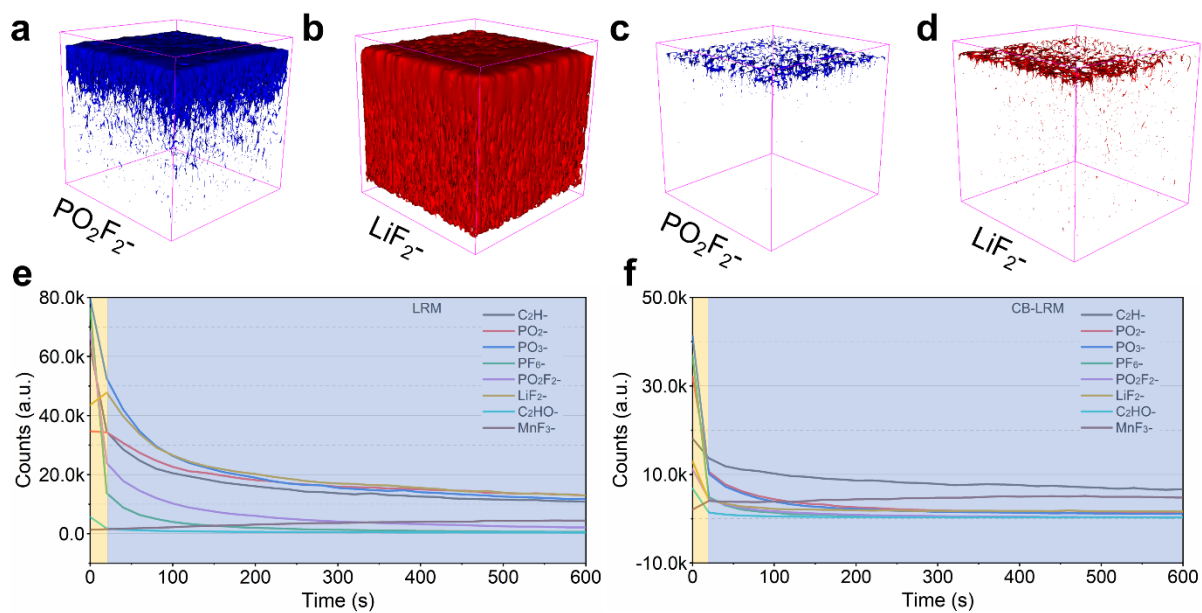 a
b
c
d
PO₂F₂⁻
LiF₂⁻
PO₂F₂⁻
LiF₂⁻
e
80.0k
60.0k
40.0k
20.0k
0.0
Counts (a.u.)
LRM
C₂H-
PO₂-
PO₃-
PF₆-
PO₂F₂-
LiF₂-
C₂HO-
MnF₃-
0
100
200
300
400
500
600
Time (s)
f
50.0k
30.0k
10.0k
-10.0k
Counts (a.u.)
CB-LRM
C₂H-
PO₂-
PO₃-
PF₆-
PO₂F₂-
LiF₂-
C₂HO-
MnF₃-
0
100
200
300
400
500
600
Time (s)